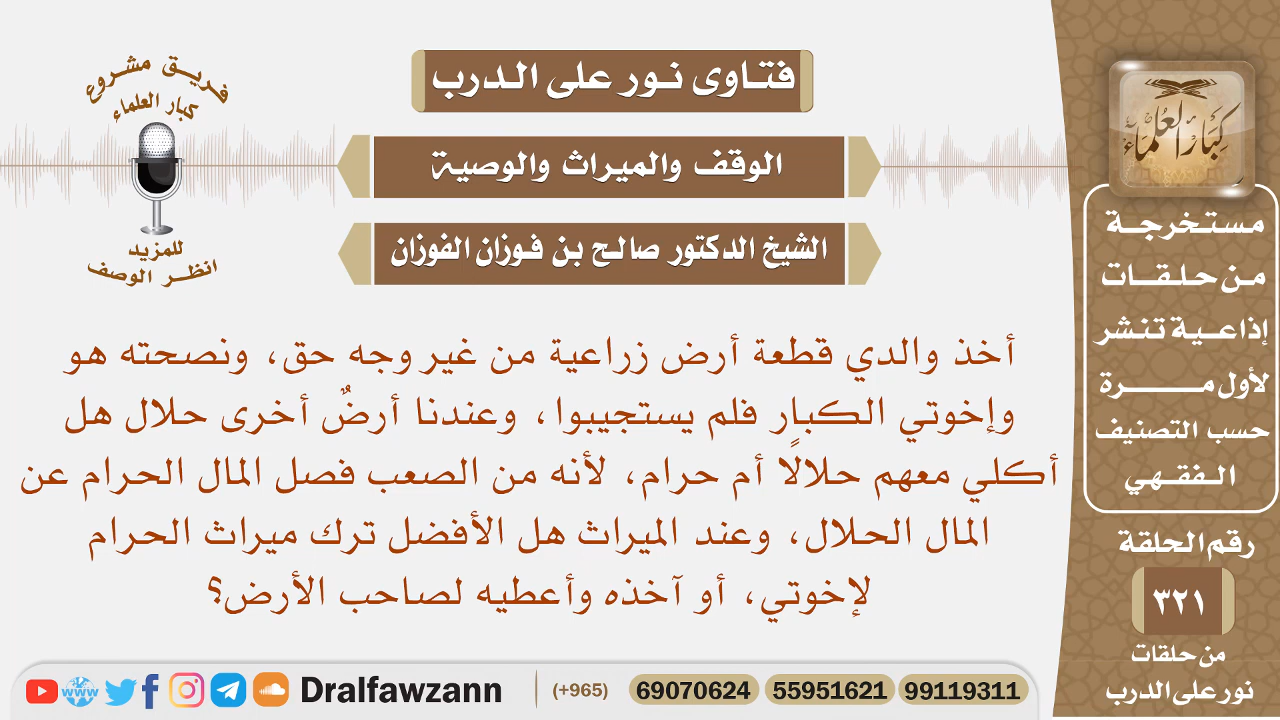 فتاوى نور على الدرب
الوقف والميراث والوصية
الشيخ الدكتور صالح بن فوزان الفوزان
فريق مشروع
كبار العلماء
للمزيد
انظر الوصف
أخذ والدي قطعة أرض زراعية من غير وجه حق، ونصحته هو
وإخوتي الكبار فلم يستجيبوا، وعندنا أرضٌ أخرى حلال هل
أكلي معهم حلالًا أم حرام، لأنه من الصعب فصل المال الحرام عن
المال الحلال، وعند الميراث هل الأفضل ترك ميراث الحرام
لإخوتي، أو آخذه وأعطيه لصاحب الأرض؟
كبار العلماء
مستخرجة
من حلقات
إذاعية تنشر
لأول مرة
حسب التصنيف
الفقهي
رقم الحلقة
٣٢١
من حلقات
نور على الدرب
www Dralfawzann (+965) 69070624 55951621 99119311